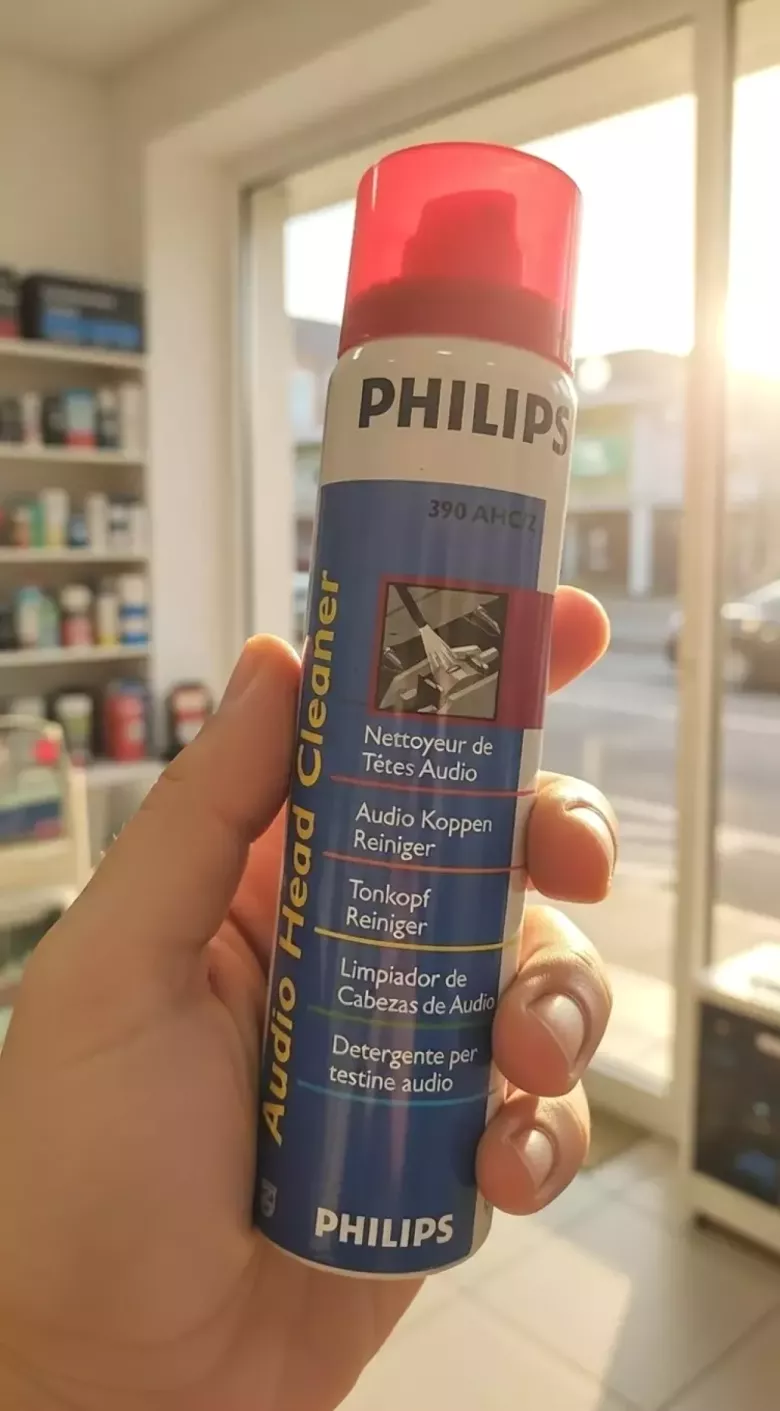 PHILIPS
390 AHC/2
Audio Head Cleaner
Nettoyeur de
Têtes Audio
Audio Koppen
Reiniger
Tonkopf
Reiniger
Limpiador de
Cabezas de Audio
Detergente per
testine audio
PHILIPS